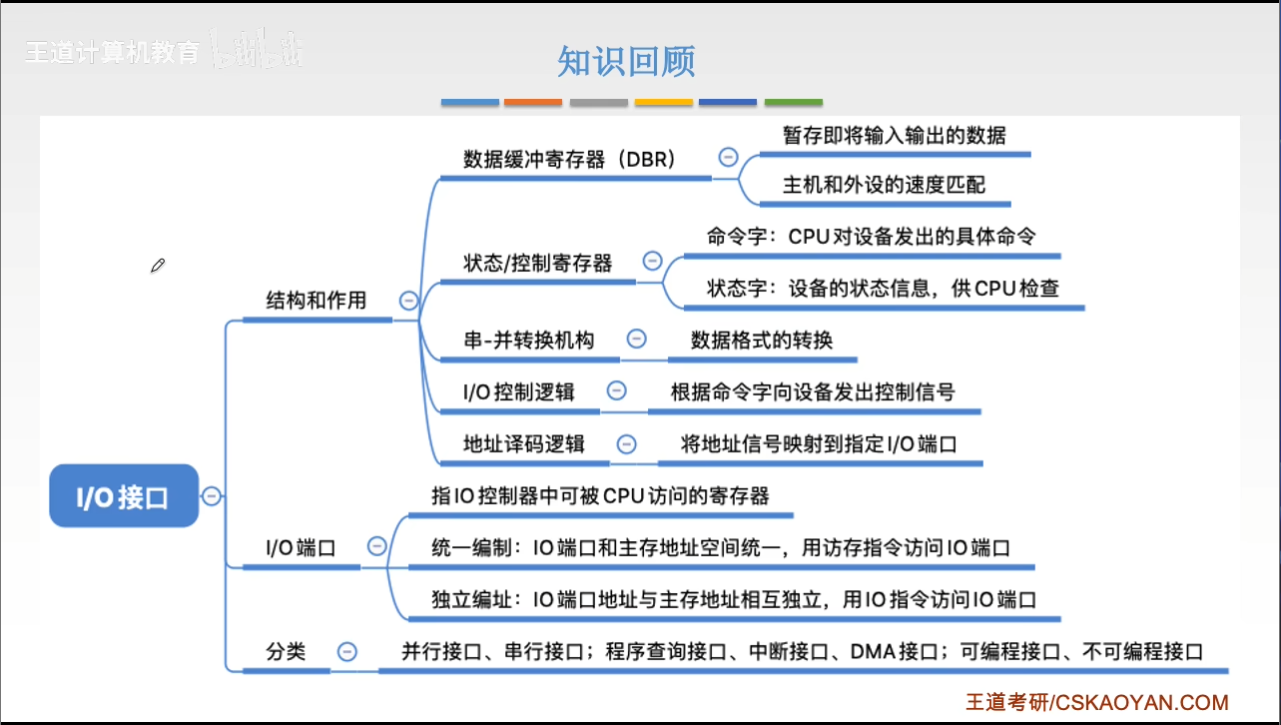 王道计算机教育 bilibili
知识回顾
暂存即将输入输出的数据
数据缓冲寄存器（DBR）
主机和外设的速度匹配
命令字：CPU对设备发出的具体命令
状态/控制寄存器
状态字：设备的状态信息，供CPU检查
结构和作用
串-并转换机构 数据格式的转换
I/O控制逻辑 根据命令字向设备发出控制信号
地址译码逻辑 将地址信号映射到指定I/O端口
I/O接口
指IO控制器中可被CPU访问的寄存器
I/O端口
统一编制：IO端口和主存地址空间统一，用访存指令访问IO端口
独立编址：IO端口地址与主存地址相互独立，用IO指令访问IO端口
分类 并行接口、串行接口；程序查询接口、中断接口、DMA接口；可编程接口、不可编程接口
王道考研/CSKAOYAN.COM